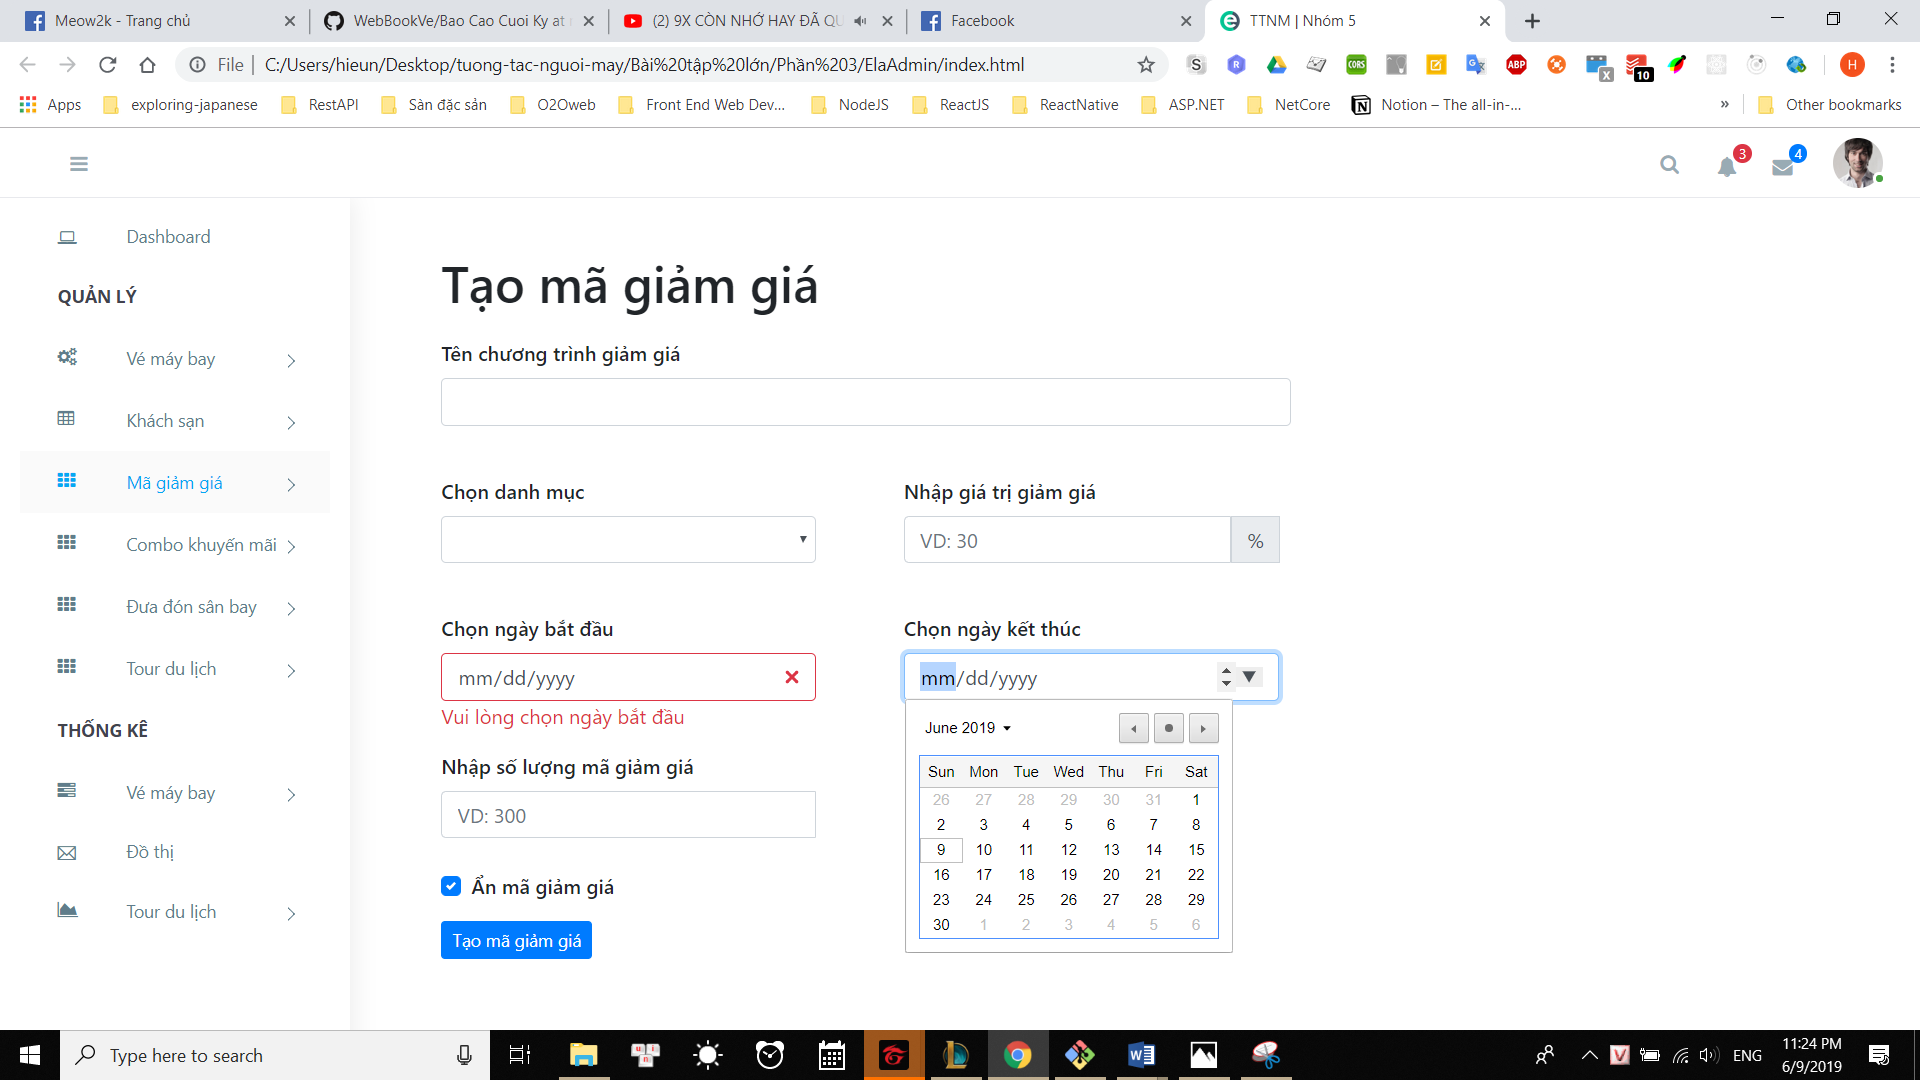 Meow2k - Trang chủ
WebBookVe/Bao Cao Cuoi Ky at
(2) 9X CÒN NHỚ HAY ĐÃ QU
Facebook
TTNM | Nhóm 5
File
C:/Users/hieun/Desktop/tuong-tac-nguoi-may/Bài%20tập%20lớn/Phần%203/ElaAdmin/index.html
S
R
CORS
ABP
X
10
H
Apps
exploring-japanese
RestAPI
Sàn đặc sản
O2Oweb
Front End Web Dev...
NodeJS
ReactJS
ReactNative
ASP.NET
NetCore
Notion – The all-in-...
»
Other bookmarks
3
4
Dashboard
QUẢN LÝ
Vé máy bay
Khách sạn
Mã giảm giá
Combo khuyến mãi
Đưa đón sân bay
Tour du lịch
THỐNG KÊ
Vé máy bay
Đồ thị
Tour du lịch
Tạo mã giảm giá
Tên chương trình giảm giá
Chọn danh mục
Nhập giá trị giảm giá
VD: 30
%
Chọn ngày bắt đầu
mm/dd/yyyy
Vui lòng chọn ngày bắt đầu
Chọn ngày kết thúc
mm/dd/yyyy
June 2019
Sun Mon Tue Wed Thu Fri Sat
26 27 28 29 30 31 1
2 3 4 5 6 7 8
9 10 11 12 13 14 15
16 17 18 19 20 21 22
23 24 25 26 27 28 29
30 1 2 3 4 5 6
Nhập số lượng mã giảm giá
VD: 300
Ẩn mã giảm giá
Tạo mã giảm giá
Type here to search
V
ENG
11:24 PM
6/9/2019